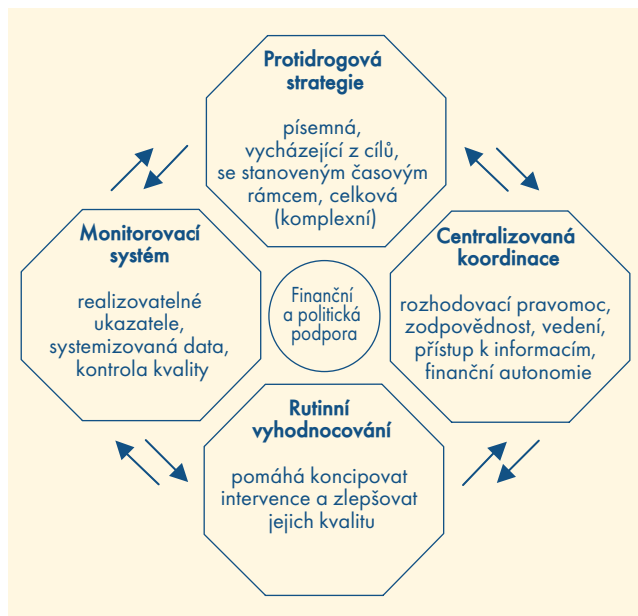 Protidrogová
strategie
písemná,
vycházející z cílů,
se stanoveným časovým
rámcem, celková
(komplexní)
Monitorovací
systém
realizovatelné
ukazatele,
systemizovaná data,
kontrola kvality
Finanční
a politická
podpora
Centralizovaná
koordinace
rozhodovací pravomoc,
zodpovědnost, vedení,
přístup k informacím,
finanční autonomie
Rutinní
vyhodnocování
pomáhá koncipovat
intervence a zlepšovat
jejich kvalitu